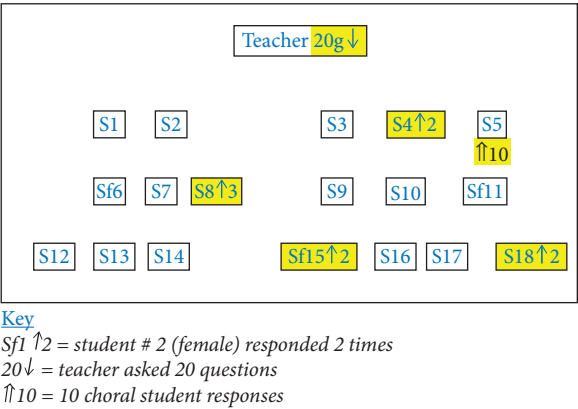 Teacher 20g↓
S1 S2 S3 S4↑2 S5
⇑10
Sf6 S7 S8↑3 S9 S10 Sf11
S12 S13 S14 Sf15↑2 S16 S17 S18↑2
Key
Sf1 ↑2 = student # 2 (female) responded 2 times
20↓ = teacher asked 20 questions
⇑10 = 10 choral student responses